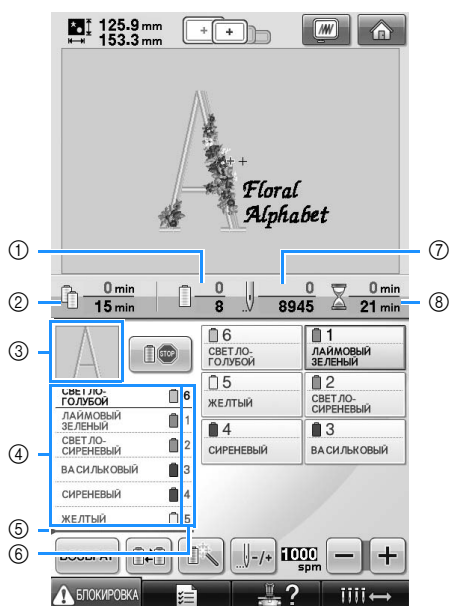 125.9 mm
153.3 mm
Floral
Alphabet
① ⑦
0 min 0 0 0 min
② 15 min 8 8945 21 min ⑧
③
STOP
6 1
СВЕТЛО-ГОЛУБОЙ ЛАЙМОВЫЙ ЗЕЛЕНЫЙ
5 2
ЖЕЛТЫЙ СВЕТЛО-СИРЕНЕВЫЙ
4 3
СИРЕНЕВЫЙ ВАСИЛЬКОВЫЙ
④
СВЕТЛО-ГОЛУБОЙ 6
ЛАЙМОВЫЙ ЗЕЛЕНЫЙ 1
СВЕТЛО-СИРЕНЕВЫЙ 2
ВАСИЛЬКОВЫЙ 3
СИРЕНЕВЫЙ 4
ЖЕЛТЫЙ 5
⑤
⑥
ВОЗВРАТ -/+ 1000 spm − +
БЛОКИРОВКА ?